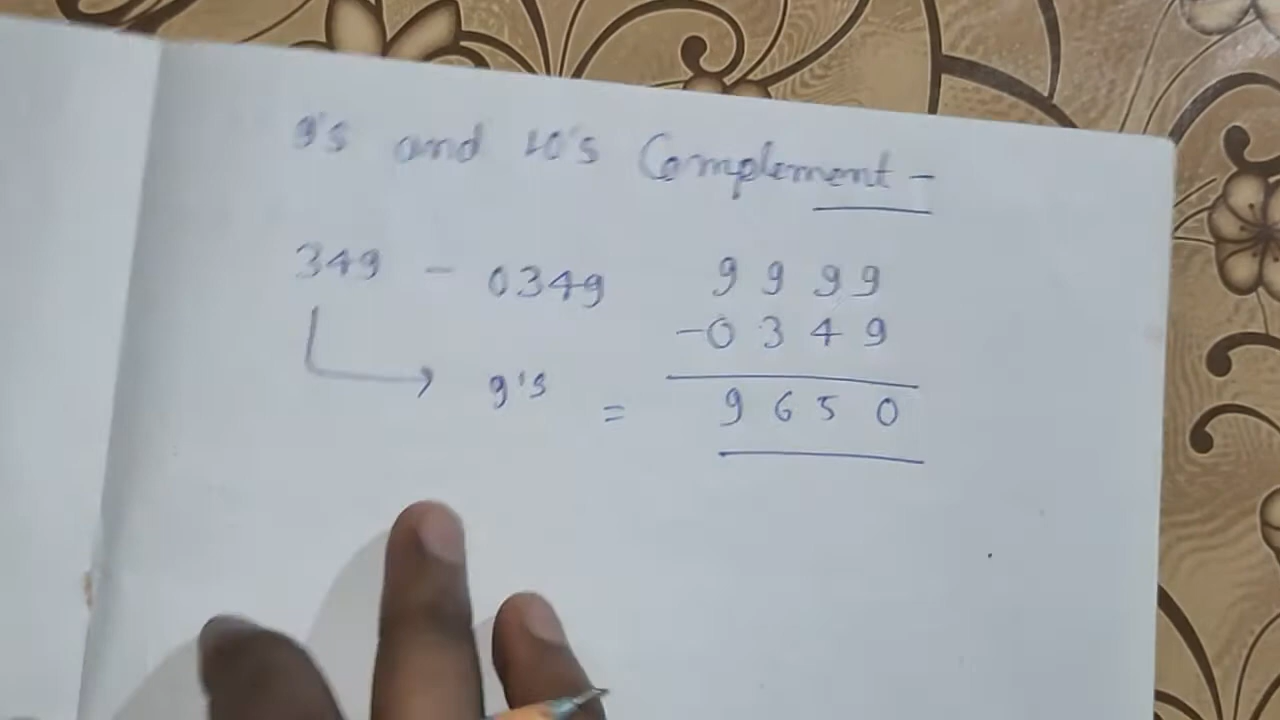 9's and 10's Complement -
349 - 0349 9 9 9 9
- 0 3 4 9
9's = 9 6 5 0